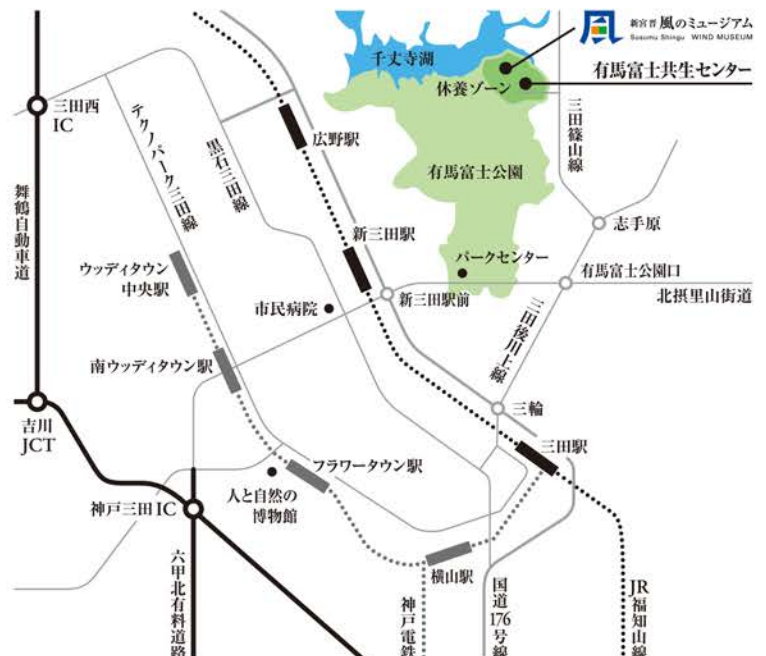 新宮晋 風のミュージアム
Susumu Shingu WIND MUSEUM
千丈寺湖
有馬富士共生センター
休養ゾーン
三田西
IC
テクノパーク三田線
黒石三田線
広野駅
三田篠山線
有馬富士公園
舞鶴自動車道
志手原
新三田駅
パークセンター
ウッディタウン
中央駅
有馬富士公園口
北摂里山街道
市民病院
新三田駅前
三田後川上線
南ウッディタウン駅
三輪
吉川
JCT
三田駅
フラワータウン駅
人と自然の
博物館
神戸三田IC
横山駅
六甲北有料道路
神戸電鉄
国道176号線
JR福知山線